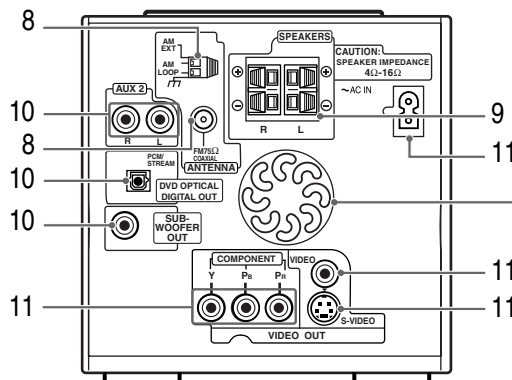 8
AM
EXT
AM
LOOP
SPEAKERS
CAUTION:
SPEAKER IMPEDANCE
4Ω-16Ω
~AC IN
AUX 2
10
R L
8
FM75Ω
COAXIAL
ANTENNA
R L
9
11
PCM/
STREAM
10
DVD OPTICAL
DIGITAL OUT
10
SUB-
WOOFER
OUT
COMPONENT
Y PB PR
VIDEO
11
11
S-VIDEO
11
VIDEO OUT